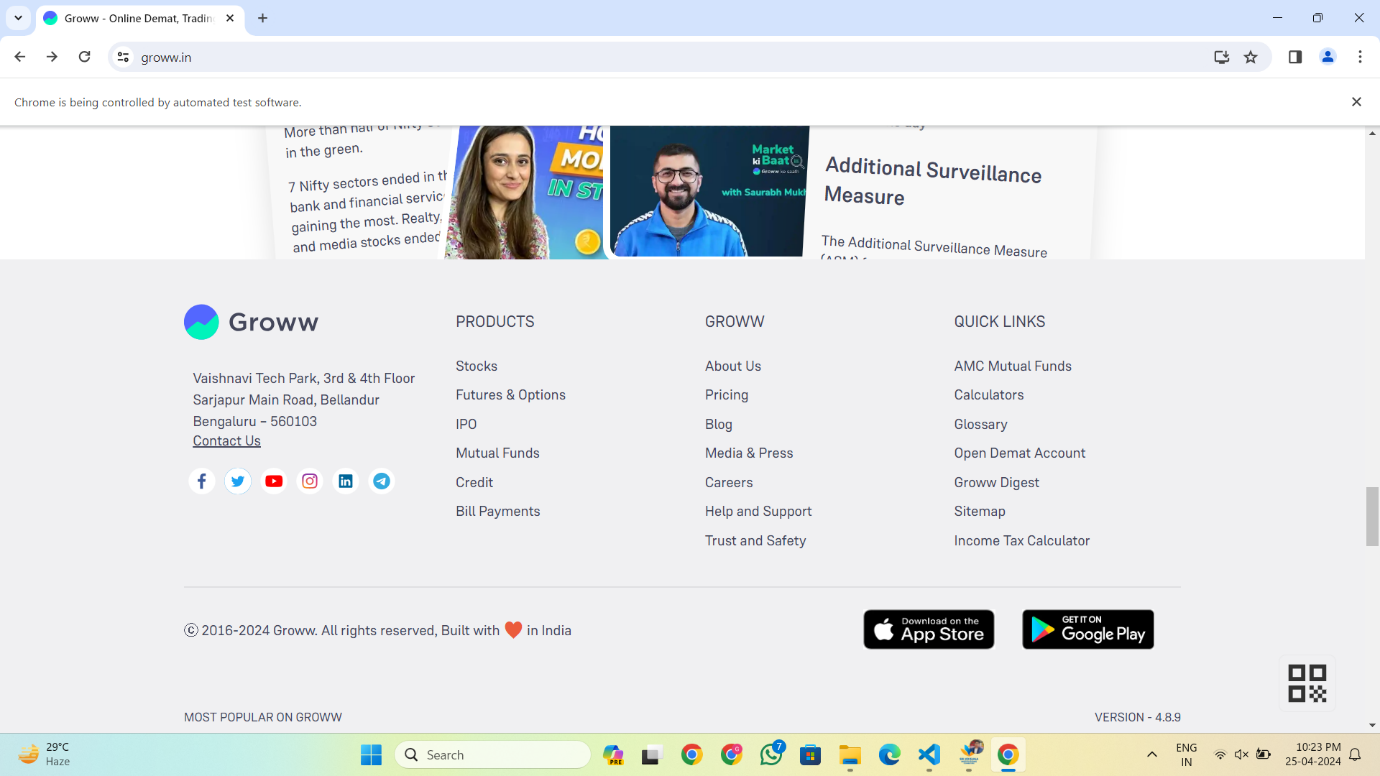 Groww - Online Demat, Tradin
groww.in
Chrome is being controlled by automated test software.
in the green.
7 Nifty sectors ended in th
bank and financial servic
gaining the most. Realty,
and media stocks ended
IN ST
Market
ki Baat
Groww
with Saurabh Mukh
Additional Surveillance
Measure
The Additional Surveillance Measure
Groww
Vaishnavi Tech Park, 3rd & 4th Floor
Sarjapur Main Road, Bellandur
Bengaluru – 560103
Contact Us
PRODUCTS
Stocks
Futures & Options
IPO
Mutual Funds
Credit
Bill Payments
GROWW
About Us
Pricing
Blog
Media & Press
Careers
Help and Support
Trust and Safety
QUICK LINKS
AMC Mutual Funds
Calculators
Glossary
Open Demat Account
Groww Digest
Sitemap
Income Tax Calculator
© 2016-2024 Groww. All rights reserved, Built with ❤ in India
Download on the
App Store
GET IT ON
Google Play
MOST POPULAR ON GROWW
VERSION - 4.8.9
29°C
Haze
Search
PRE
7
ENG
IN
10:23 PM
25-04-2024